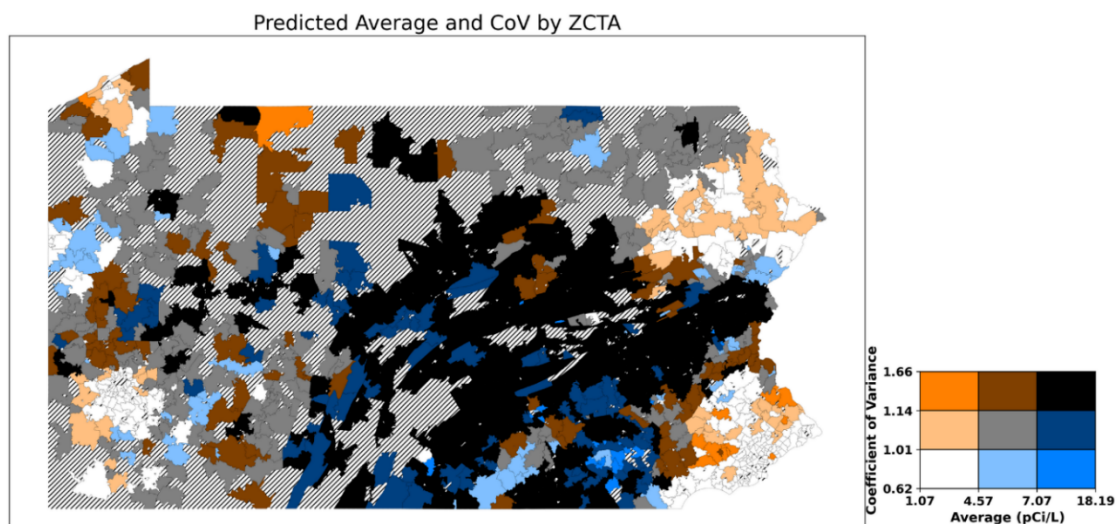 Predicted Average and CoV by ZCTA
Coefficient of Variance
1.66
1.14
1.01
0.62
1.07 4.57 7.07 18.19
Average (pCi/L)